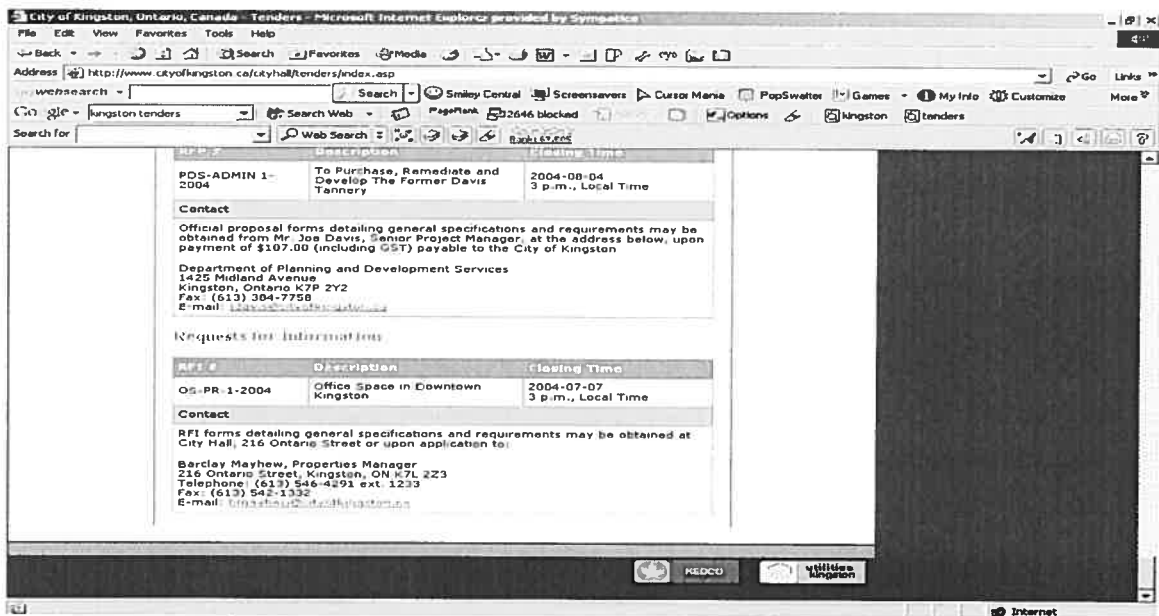 City of Kingston, Ontario, Canada - Tenders - Microsoft Internet Explorer provided by Sympatico
File Edit View Favorites Tools Help
Back Search Favorites Media
Address http://www.cityofkingston.ca/cityhall/tenders/index.asp Go Links »
websearch Search Smiley Central Screensavers Cursor Mania PopSwatter Games My Info Customize More
Google kingston tenders Search Web PageRank 32646 blocked Options kingston tenders
Search for Web Search
RFP # Description Closing Time
PDS-ADMIN 1-2004
To Purchase, Remediate and Develop The Former Davis Tannery
2004-08-04
3 p.m., Local Time
Contact
Official proposal forms detailing general specifications and requirements may be
obtained from Mr. Joe Davis, Senior Project Manager, at the address below, upon
payment of $107.00 (including GST) payable to the City of Kingston
Department of Planning and Development Services
1425 Midland Avenue
Kingston, Ontario K7P 2Y2
Fax: (613) 384-7758
E-mail:
Requests for Information
RFI # Description Closing Time
OS-PR-1-2004
Office Space in Downtown Kingston
2004-07-07
3 p.m., Local Time
Contact
RFI forms detailing general specifications and requirements may be obtained at
City Hall, 216 Ontario Street or upon application to:
Barclay Mayhew, Properties Manager
216 Ontario Street, Kingston, ON K7L 2Z3
Telephone: (613) 546-4291 ext. 1233
Fax: (613) 542-1332
E-mail:
KEDCO utilities kingston
Internet